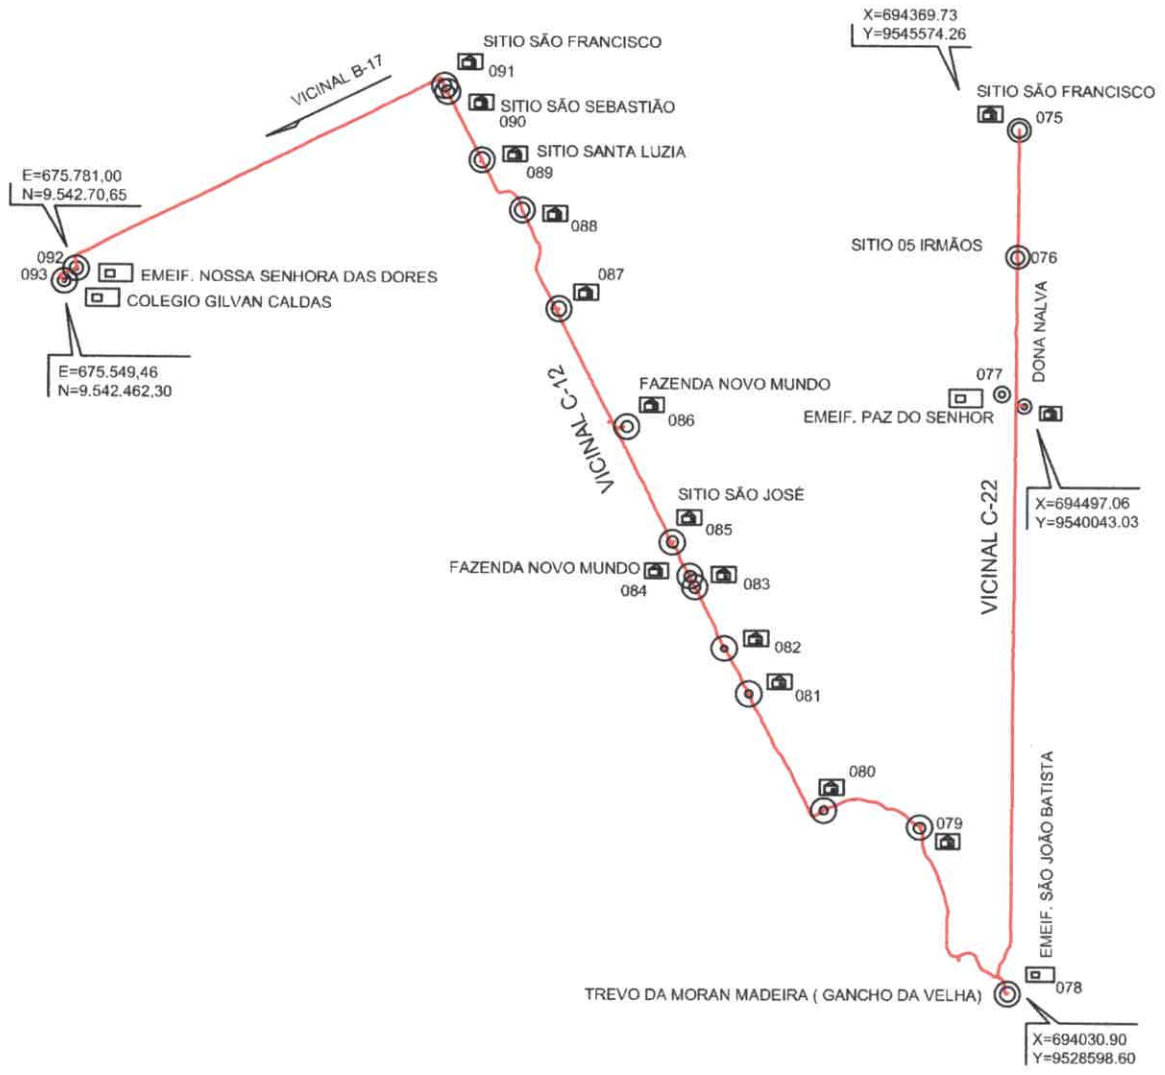 X=694369.73
Y=9545574.26
SITIO SÃO FRANCISCO
091
VICINAL B-17
SITIO SÃO SEBASTIÃO
090
SITIO SÃO FRANCISCO
075
SITIO SANTA LUZIA
089
E=675.781,00
N=9.542.70,65
088
092
093
EMEIF. NOSSA SENHORA DAS DORES
COLEGIO GILVAN CALDAS
SITIO 05 IRMÃOS
076
087
DONA NALVA
E=675.549,46
N=9.542.462,30
FAZENDA NOVO MUNDO
086
077
EMEIF. PAZ DO SENHOR
VICINAL C-12
X=694497.06
Y=9540043.03
SITIO SÃO JOSÉ
085
VICINAL C-22
FAZENDA NOVO MUNDO
084
083
082
081
080
079
EMEIF. SÃO JOÃO BATISTA
078
TREVO DA MORAN MADEIRA ( GANCHO DA VELHA)
X=694030.90
Y=9528598.60